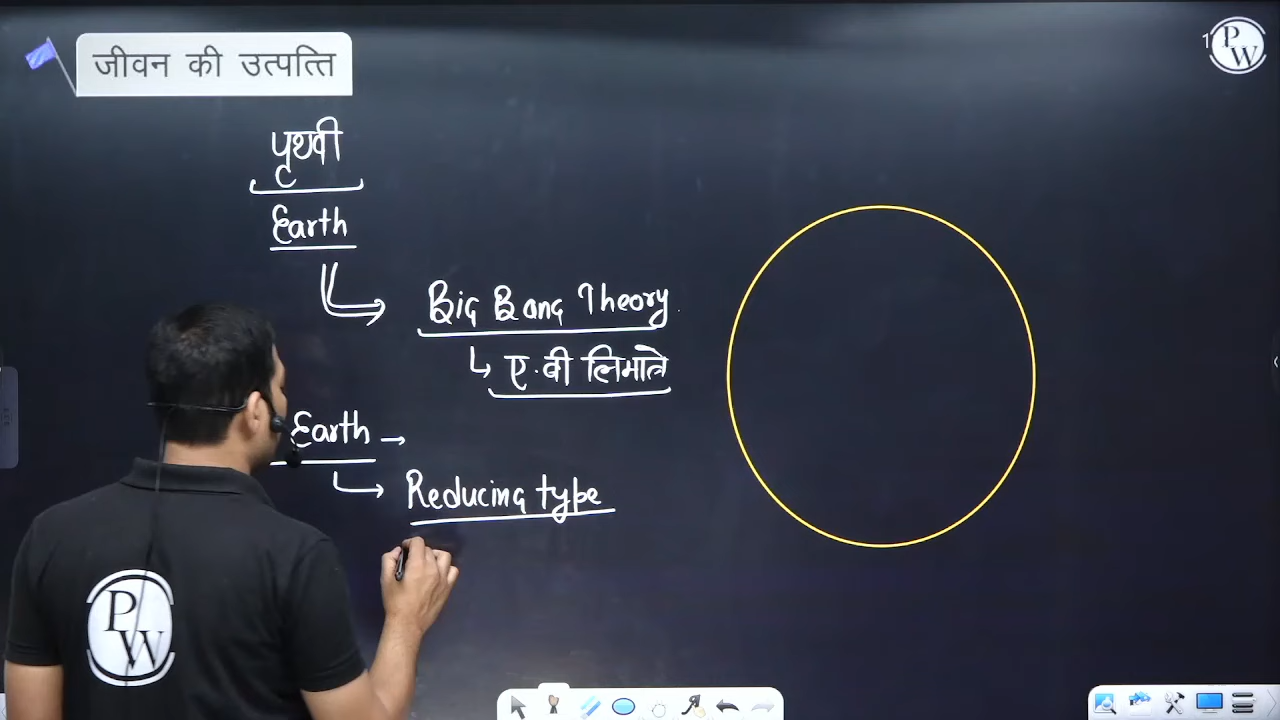 जीवन की उत्पत्ति
पृथ्वी
Earth
Big Bang Theory
ए.बी लिमाते
Earth →
Reducing type
PW
PW